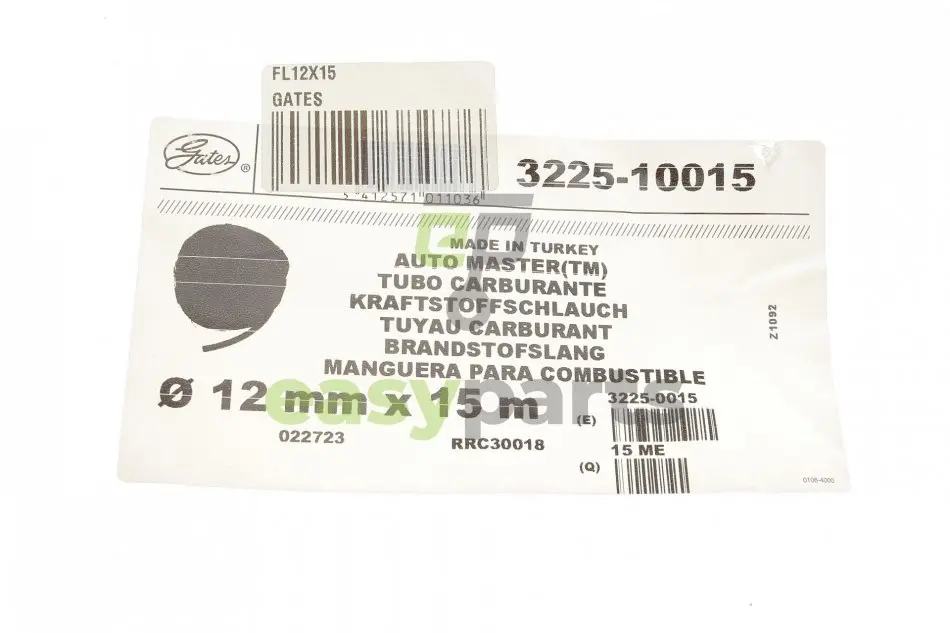 FL12X15
GATES
5 412571 011036
Gates®
3225-10015
MADE IN TURKEY
AUTO MASTER(TM)
TUBO CARBURANTE
KRAFTSTOFFSCHLAUCH
TUYAU CARBURANT
BRANDSTOFSLANG
MANGUERA PARA COMBUSTIBLE
Ø 12 mm x 15 m
022723
RRC30018
3225-0015
(E)
15 ME
(Q)
Z1092
0106-4000
easyparts